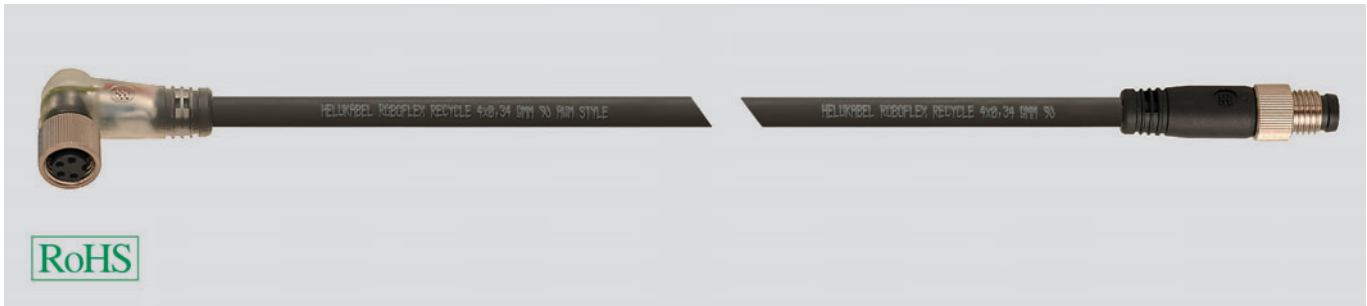 HELUKABEL ROBOFLEX RECYCLE 4x0,34 QMM 90 AWM STYLE
HELUKABEL ROBOFLEX RECYCLE 4x0,34 QMM 90
RoHS